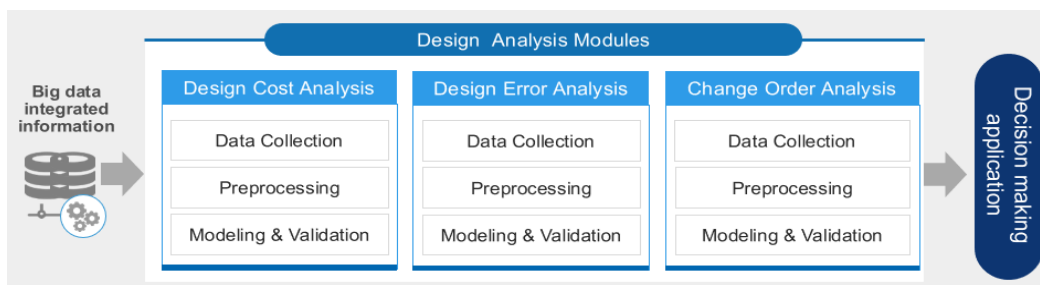 Design Analysis Modules
Big data
integrated
information
Design Cost Analysis
Data Collection
Preprocessing
Modeling & Validation
Design Error Analysis
Data Collection
Preprocessing
Modeling & Validation
Change Order Analysis
Data Collection
Preprocessing
Modeling & Validation
Decision making
application